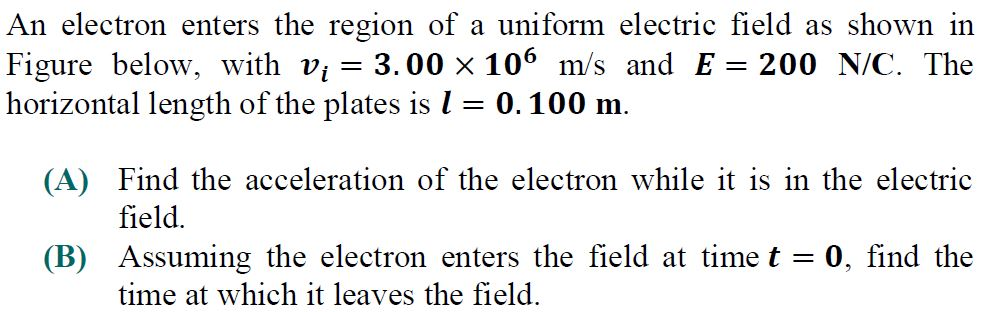 An electron enters the region of a uniform electric field as shown in
Figure below, with 𝒗ᵢ = 𝟑.𝟎𝟎 × 𝟏𝟎⁶ m/s and 𝑬 = 𝟐𝟎𝟎 N/C. The
horizontal length of the plates is 𝒍 = 𝟎.𝟏𝟎𝟎 𝐦.
(A) Find the acceleration of the electron while it is in the electric
field.
(B) Assuming the electron enters the field at time 𝒕 = 𝟎, find the
time at which it leaves the field.